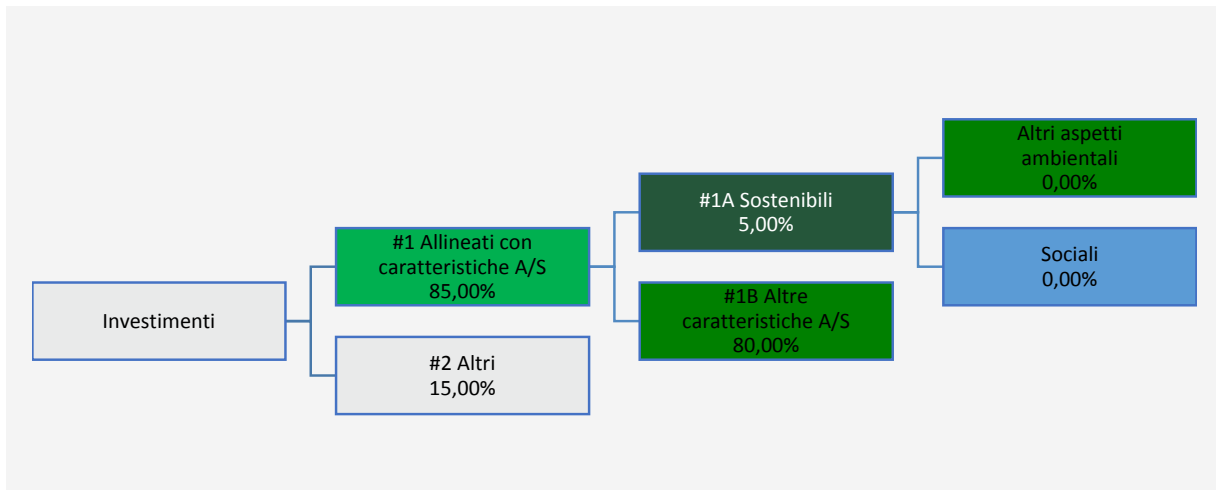 Investimenti
#1 Allineati con
caratteristiche A/S
85,00%
#2 Altri
15,00%
#1A Sostenibili
5,00%
#1B Altre
caratteristiche A/S
80,00%
Altri aspetti
ambientali
0,00%
Sociali
0,00%